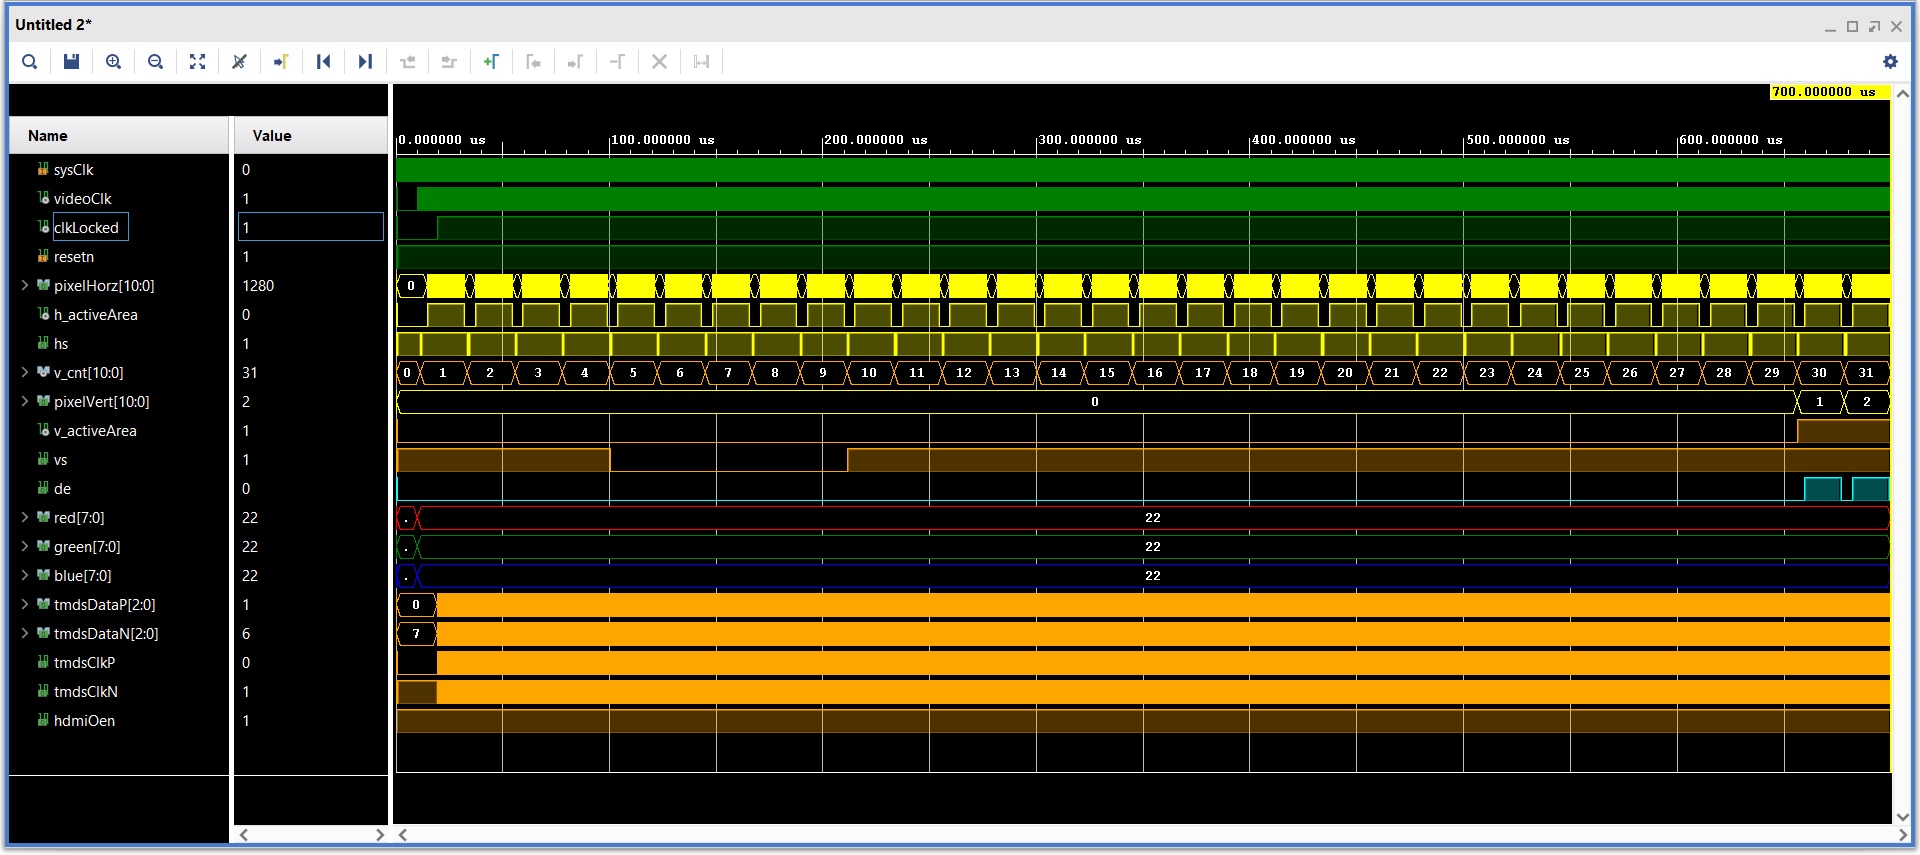 Untitled 2*
700.000000 us
Name Value
0.000000 us 100.000000 us 200.000000 us 300.000000 us 400.000000 us 500.000000 us 600.000000 us
sysClk 0
videoClk 1
clkLocked 1
resetn 1
pixelHorz[10:0] 1280 0
h_activeArea 0
hs 1
v_cnt[10:0] 31 0 1 2 3 4 5 6 7 8 9 10 11 12 13 14 15 16 17 18 19 20 21 22 23 24 25 26 27 28 29 30 31
pixelVert[10:0] 2 0 1 2
v_activeArea 1
vs 1
de 0
red[7:0] 22 . 22
green[7:0] 22 . 22
blue[7:0] 22 . 22
tmdsDataP[2:0] 1 0
tmdsDataN[2:0] 6 7
tmdsClkP 0
tmdsClkN 1
hdmiOen 1